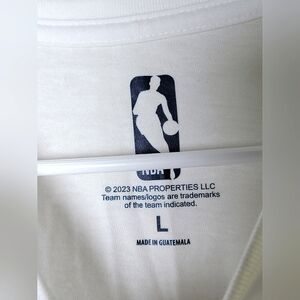 NBA
© 2023 NBA PROPERTIES LLC
Team names/logos are trademarks
of the team indicated.
L
MADE IN GUATEMALA